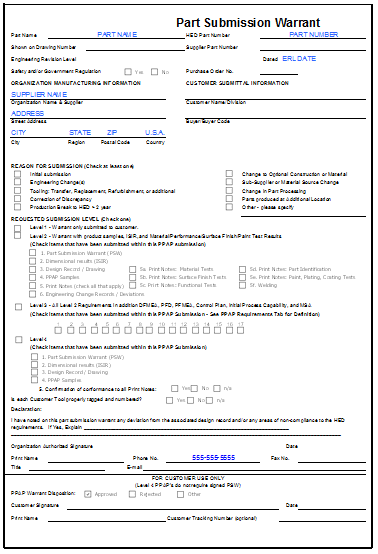 Part Submission Warrant
Part Name PART NAME HED Part Number PART NUMBER
Shown on Drawing Number Supplier Part Number
Engineering Revision Level Dated ERL DATE
Safety and/or Government Regulation Yes No Purchase Order No.
ORGANIZATION MANUFACTURING INFORMATION CUSTOMER SUBMITTAL INFORMATION
SUPPLIER NAME
Organization Name & Supplier Customer Name/Division
ADDRESS
Street Address Buyer/Buyer Code
CITY STATE ZIP U.S.A.
City Region Postal Code Country
REASON FOR SUBMISSION (Check at least one)
Initial submission Change to Optional Construction or Material
Engineering Change(s) Sub-Supplier or Material Source Change
Tooling: Transfer, Replacement, Refurbishment, or additional Change in Part Processing
Correction of Discrepancy Parts produced at Additional Location
Production Break to HED > 2 year Other - please specify
REQUESTED SUBMISSION LEVEL (Check one)
Level 1 - Warrant only submitted to customer.
Level 2 - Warrant with product samples, ISIR, and Material/Performance/Surface Finish/Paint Test Results
(Check items that have been submitted within this PPAP submission)
1. Part Submission Warrant (PSW)
2. Dimensional results (ISIR)
3. Design Record / Drawing 5a. Print Notes: Material Tests 5d. Print Notes: Part Identification
4. PPAP Samples 5b. Print Notes: Surface Finish Tests 5e. Print Notes: Paint, Plating, Coating Tests
5. Print Notes (check all that apply) 5c. Print Notes: Functional Tests 5f. Welding
6. Engineering Change Records / Deviations
Level 3 - All Level 2 Requirements in addition DFMEA, PFD, PFMEA, Control Plan, Initial Process Capability, and MSA
(Check items that have been submitted within this PPAP Submission - See PPAP Requirements Tab for Definition)
1 2 3 4 5 6 7 8 9 10 11 12 13 14 15 16 17
Level 4
(Check items that have been submitted within this PPAP Submission)
1. Part Submission Warrant (PSW)
2. Dimensional results (ISIR)
3. Design Record / Drawing
4. PPAP Samples
5. Confirmation of conformance to all Print Notes: Yes No n/a
Is each Customer Tool properly tagged and numbered? Yes No n/a
Declaration:
I have noted on this part submission warrant any deviation from the associated design record and/or any areas of non-compliance to the HED
requirements. If Yes, Explain
Organization Authorized Signature Date
Print Name Phone No. 555-555-5555 Fax No.
Title E-mail
FOR CUSTOMER USE ONLY
(Level 4 PPAP's do not require signed PSW)
PPAP Warrant Disposition: Approved Rejected Other
Customer Signature Date
Print Name Customer Tracking Number (optional)